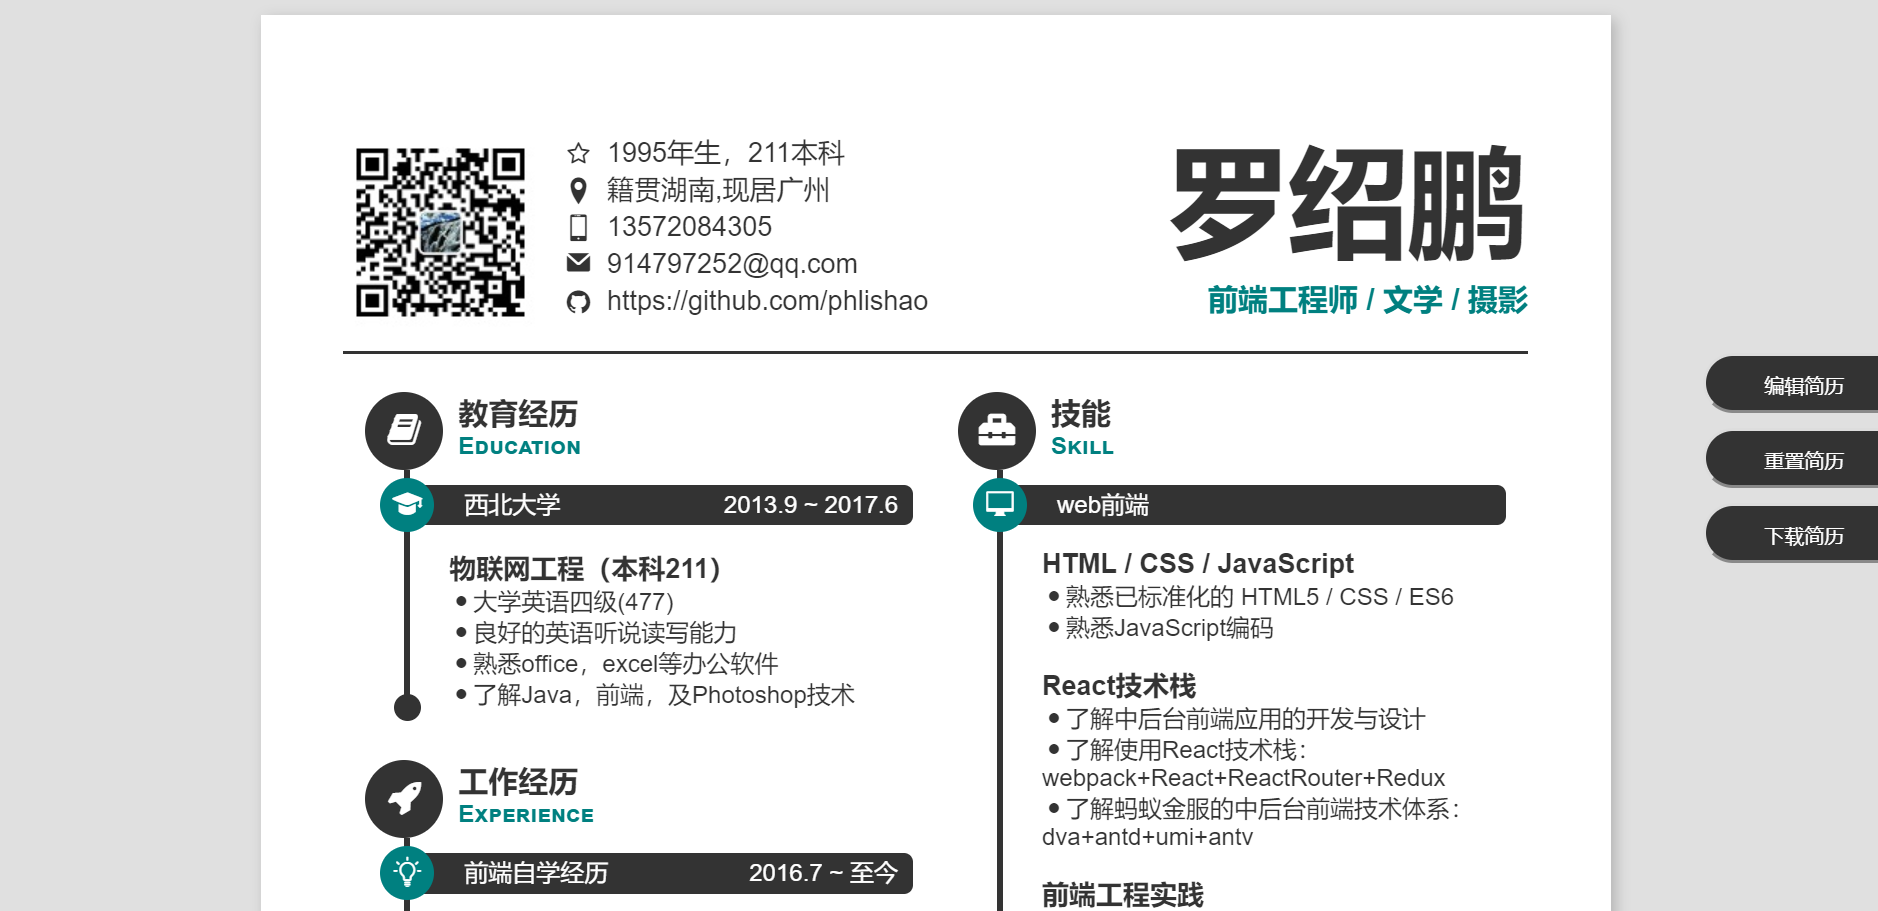 1995年生，211本科
籍贯湖南,现居广州
13572084305
914797252@qq.com
https://github.com/phlishao
罗绍鹏
前端工程师 / 文学 / 摄影
教育经历
EDUCATION
西北大学 2013.9 ~ 2017.6
物联网工程（本科211）
大学英语四级(477)
良好的英语听说读写能力
熟悉office，excel等办公软件
了解Java，前端，及Photoshop技术
工作经历
EXPERIENCE
前端自学经历 2016.7 ~ 至今
技能
SKILL
web前端
HTML / CSS / JavaScript
熟悉已标准化的 HTML5 / CSS / ES6
熟悉JavaScript编码
React技术栈
了解中后台前端应用的开发与设计
了解使用React技术栈：
webpack+React+ReactRouter+Redux
了解蚂蚁金服的中后台前端技术体系：
dva+antd+umi+antv
前端工程实践
编辑简历
重置简历
下载简历